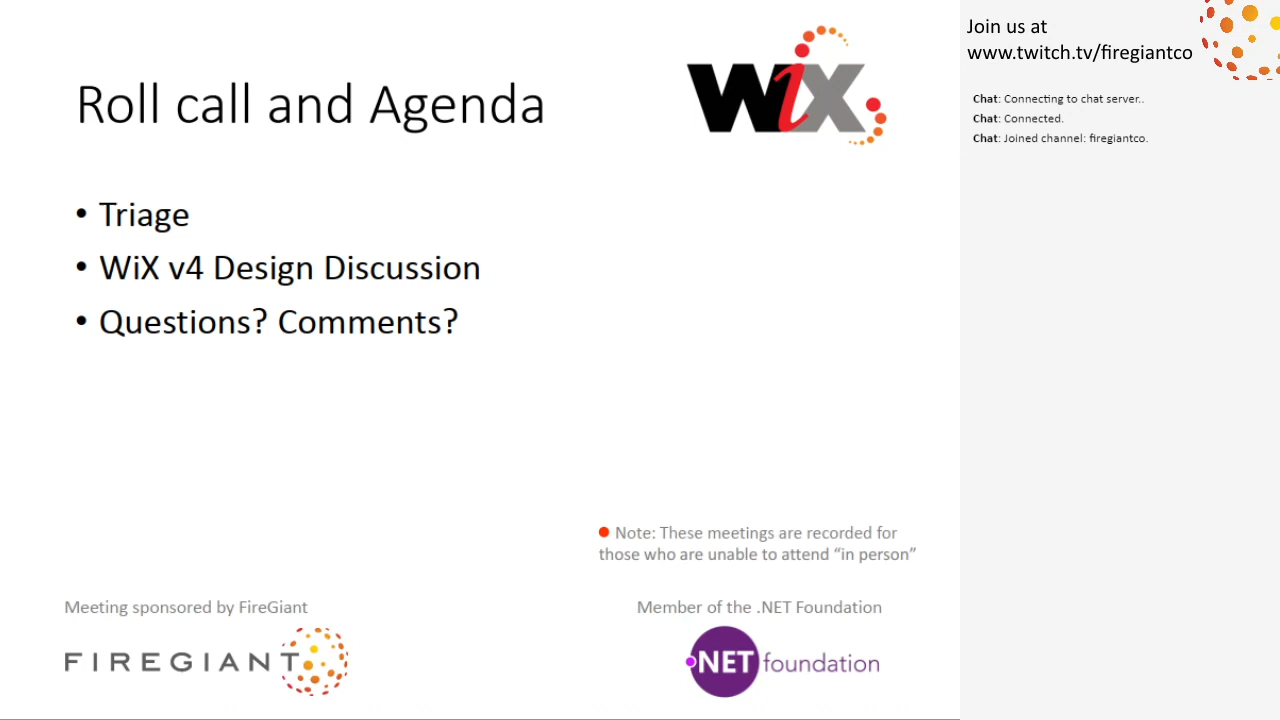 Roll call and Agenda
WiX
• Triage
• WiX v4 Design Discussion
• Questions? Comments?
Note: These meetings are recorded for
those who are unable to attend “in person”
Meeting sponsored by FireGiant
FIREGIANT
Member of the .NET Foundation
.NET foundation
Join us at
www.twitch.tv/firegiantco
Chat: Connecting to chat server..
Chat: Connected.
Chat: Joined channel: firegiantco.